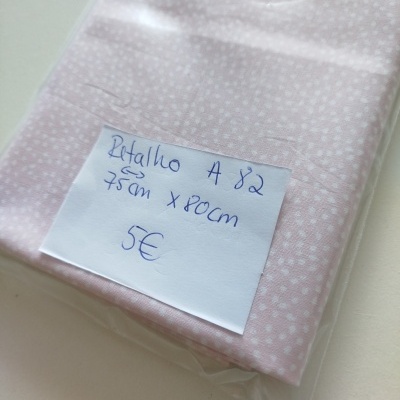 Retalho A 82
↔
75cm x 80cm
5€